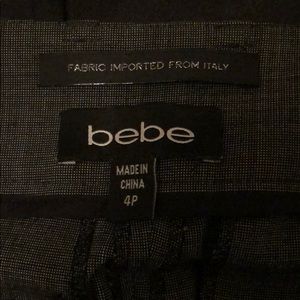 FABRIC IMPORTED FROM ITALY
bebe
MADE IN
CHINA
4P